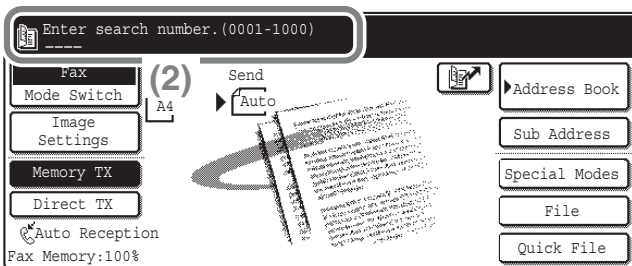 Enter search number.(0001-1000)
----
Fax
Mode Switch
(2)
A4
Send
Auto
Image
Settings
Memory TX
Direct TX
Auto Reception
Fax Memory:100%
Address Book
Sub Address
Special Modes
File
Quick File